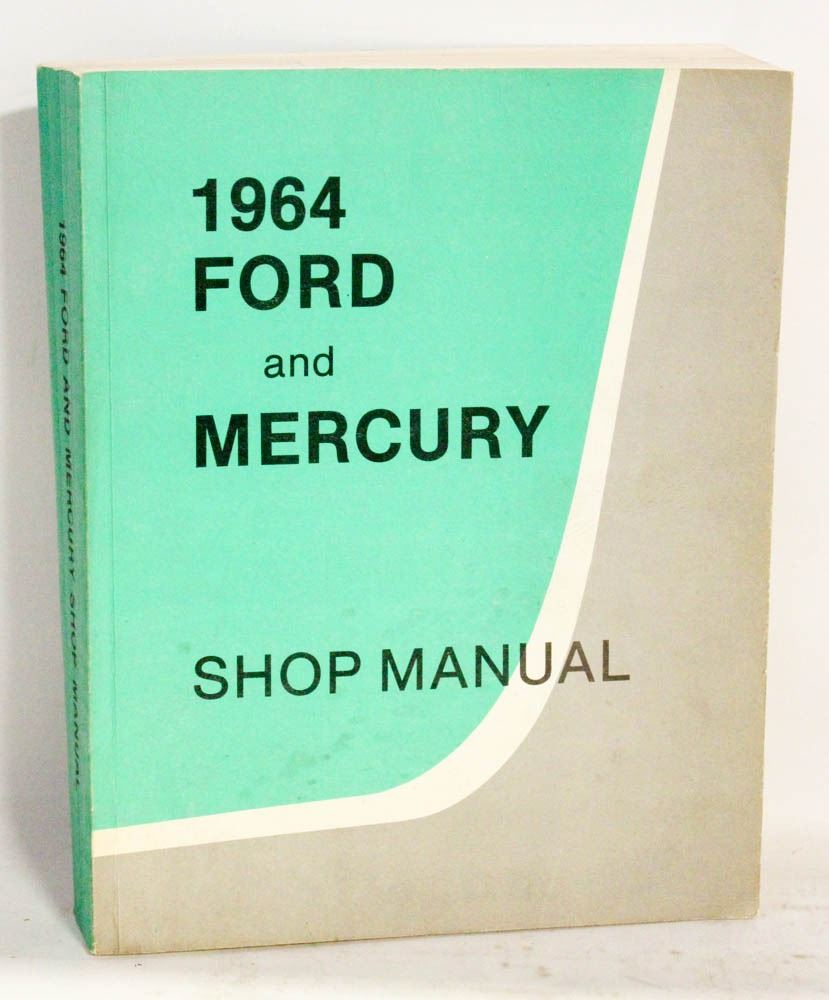 1964
FORD
and
MERCURY
SHOP MANUAL
1964 FORD AND MERCURY SHOP MANUAL